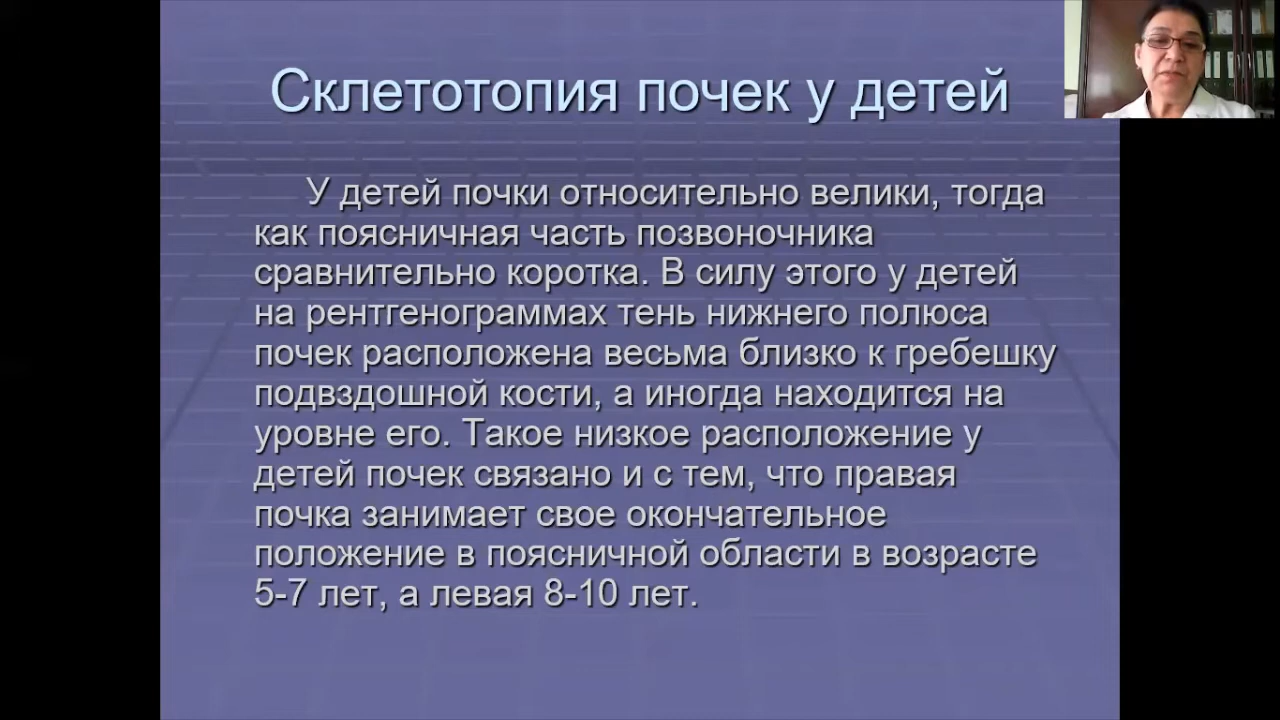 Склетотопия почек у детей
У детей почки относительно велики, тогда
как поясничная часть позвоночника
сравнительно коротка. В силу этого у детей
на рентгенограммах тень нижнего полюса
почек расположена весьма близко к гребешку
подвздошной кости, а иногда находится на
уровне его. Такое низкое расположение у
детей почек связано и с тем, что правая
почка занимает свое окончательное
положение в поясничной области в возрасте
5-7 лет, а левая 8-10 лет.